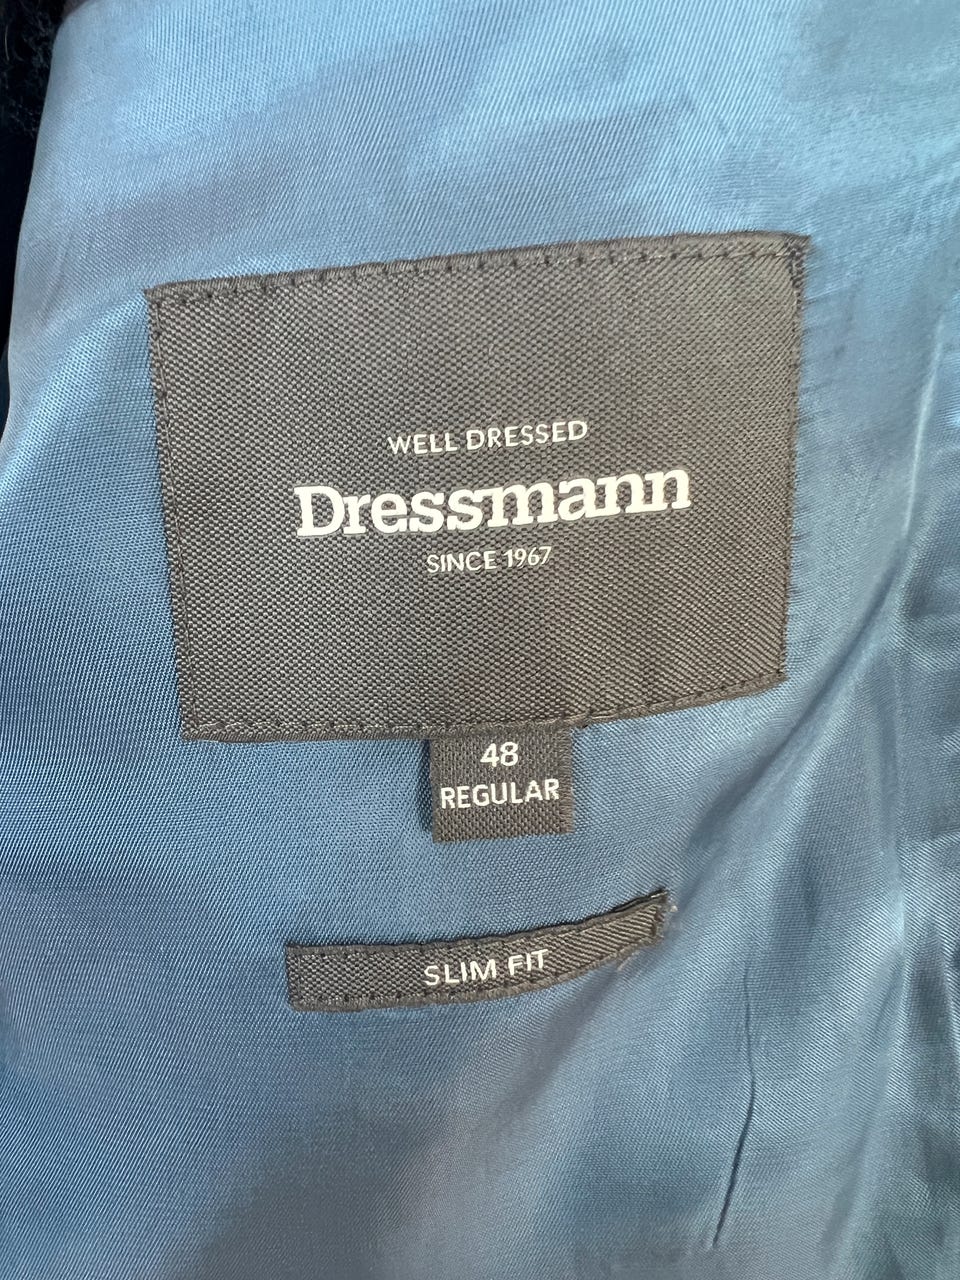 WELL DRESSED
Dressmann
SINCE 1967
48
REGULAR
SLIM FIT